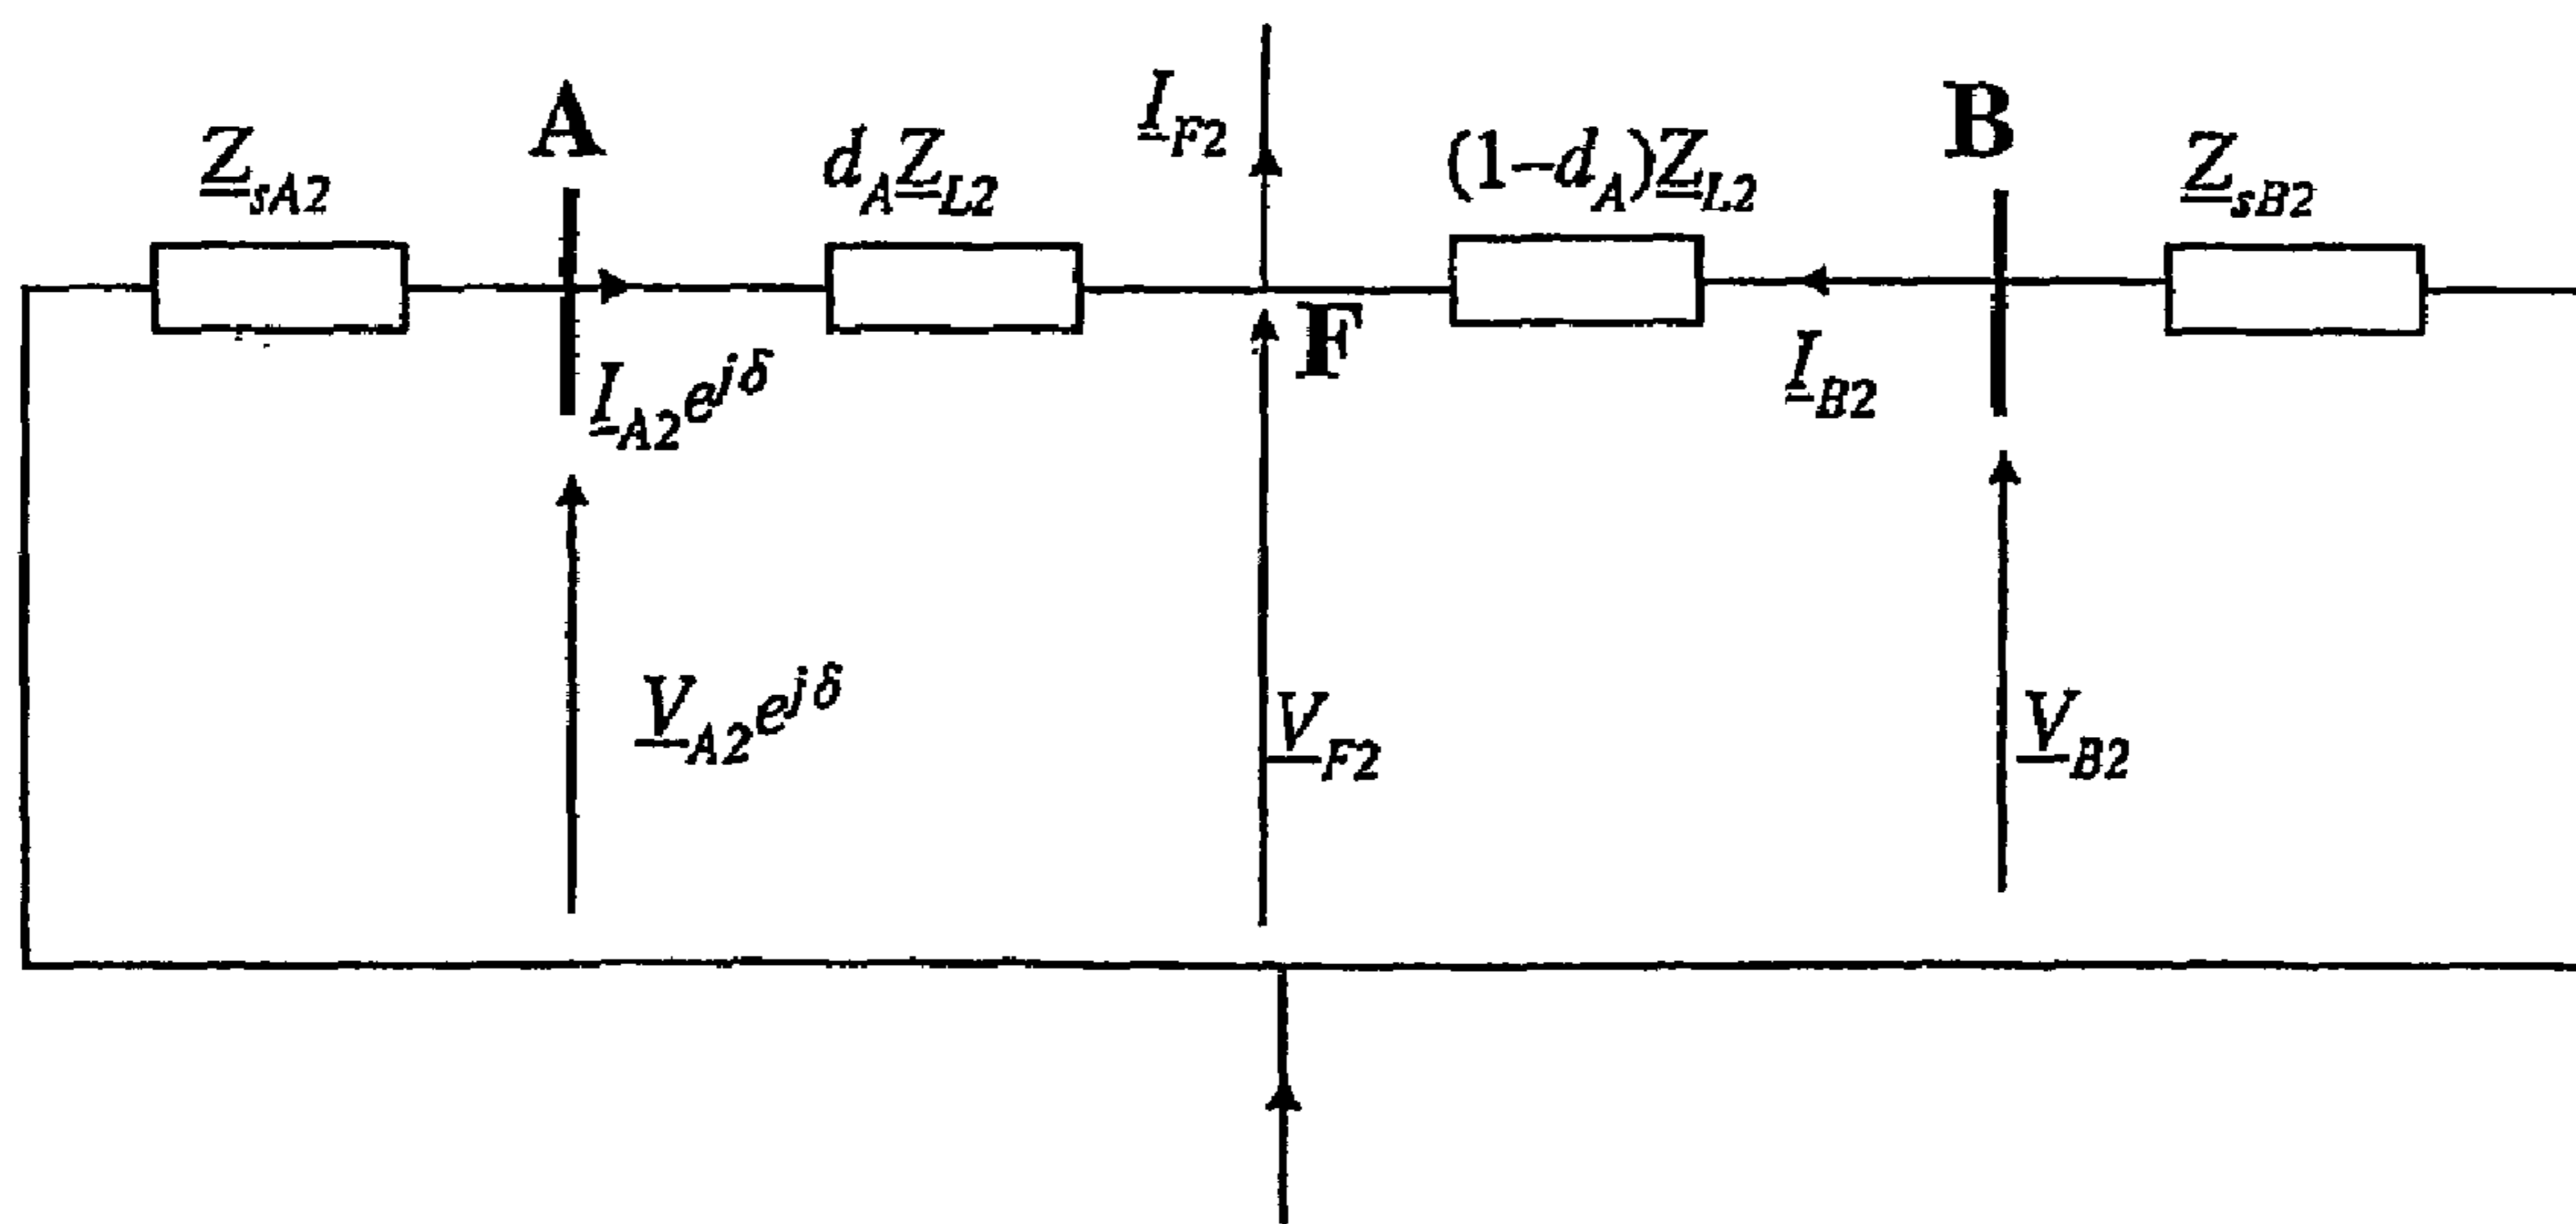 A
B
Z_sA2
d_A Z_L2
I_F2
(1–d_A)Z_L2
Z_sB2
F
I_A2 e^jδ
I_B2
V_A2 e^jδ
V_F2
V_B2